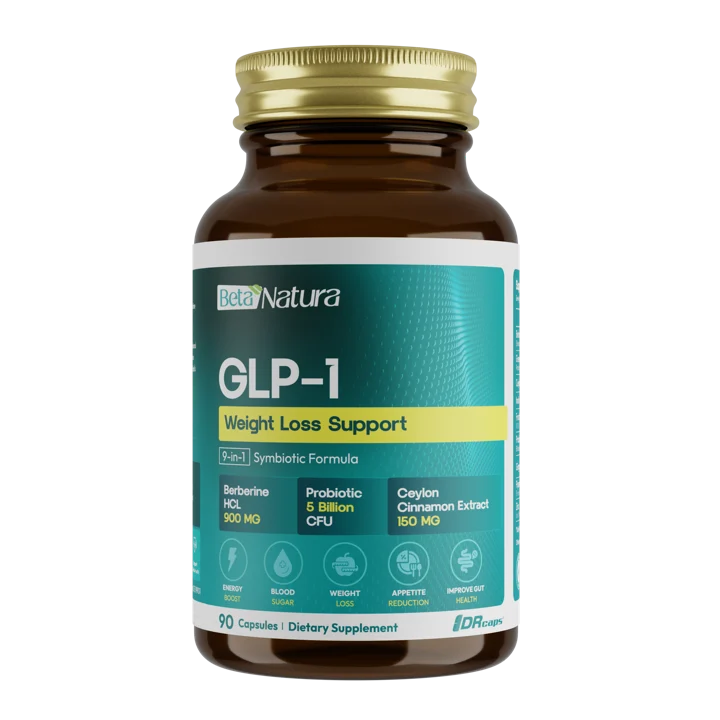 Beta Natura
GLP-1
Weight Loss Support
9-in-1 Symbiotic Formula
Berberine
HCL
900 MG
Probiotic
5 Billion
CFU
Ceylon
Cinnamon Extract
150 MG
ENERGY
BOOST
BLOOD
SUGAR
WEIGHT
LOSS
APPETITE
REDUCTION
IMPROVE GUT
HEALTH
90 Capsules | Dietary Supplement
DRcaps